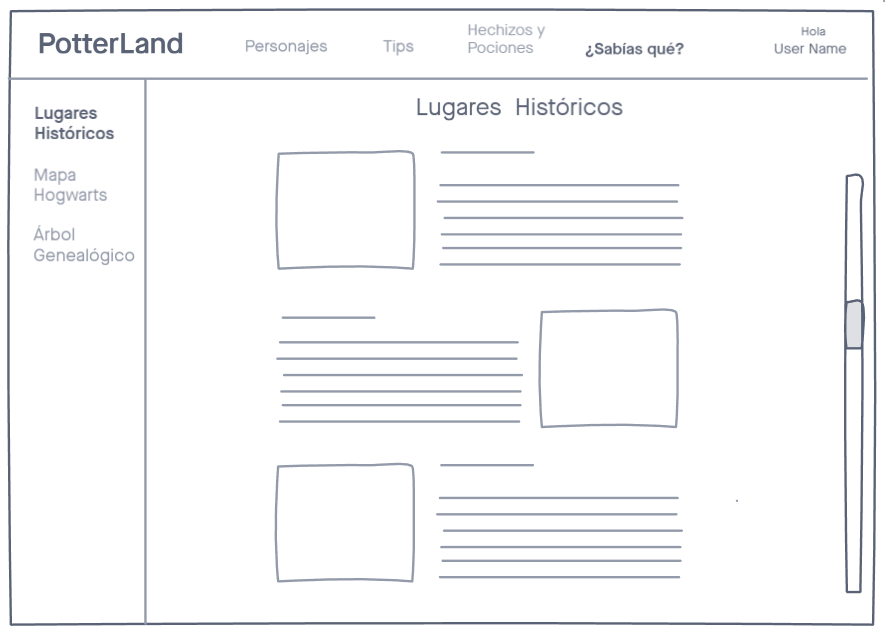 PotterLand
Personajes
Tips
Hechizos y
Pociones
¿Sabías qué?
Hola
User Name
Lugares
Históricos
Mapa
Hogwarts
Árbol
Genealógico
Lugares Históricos